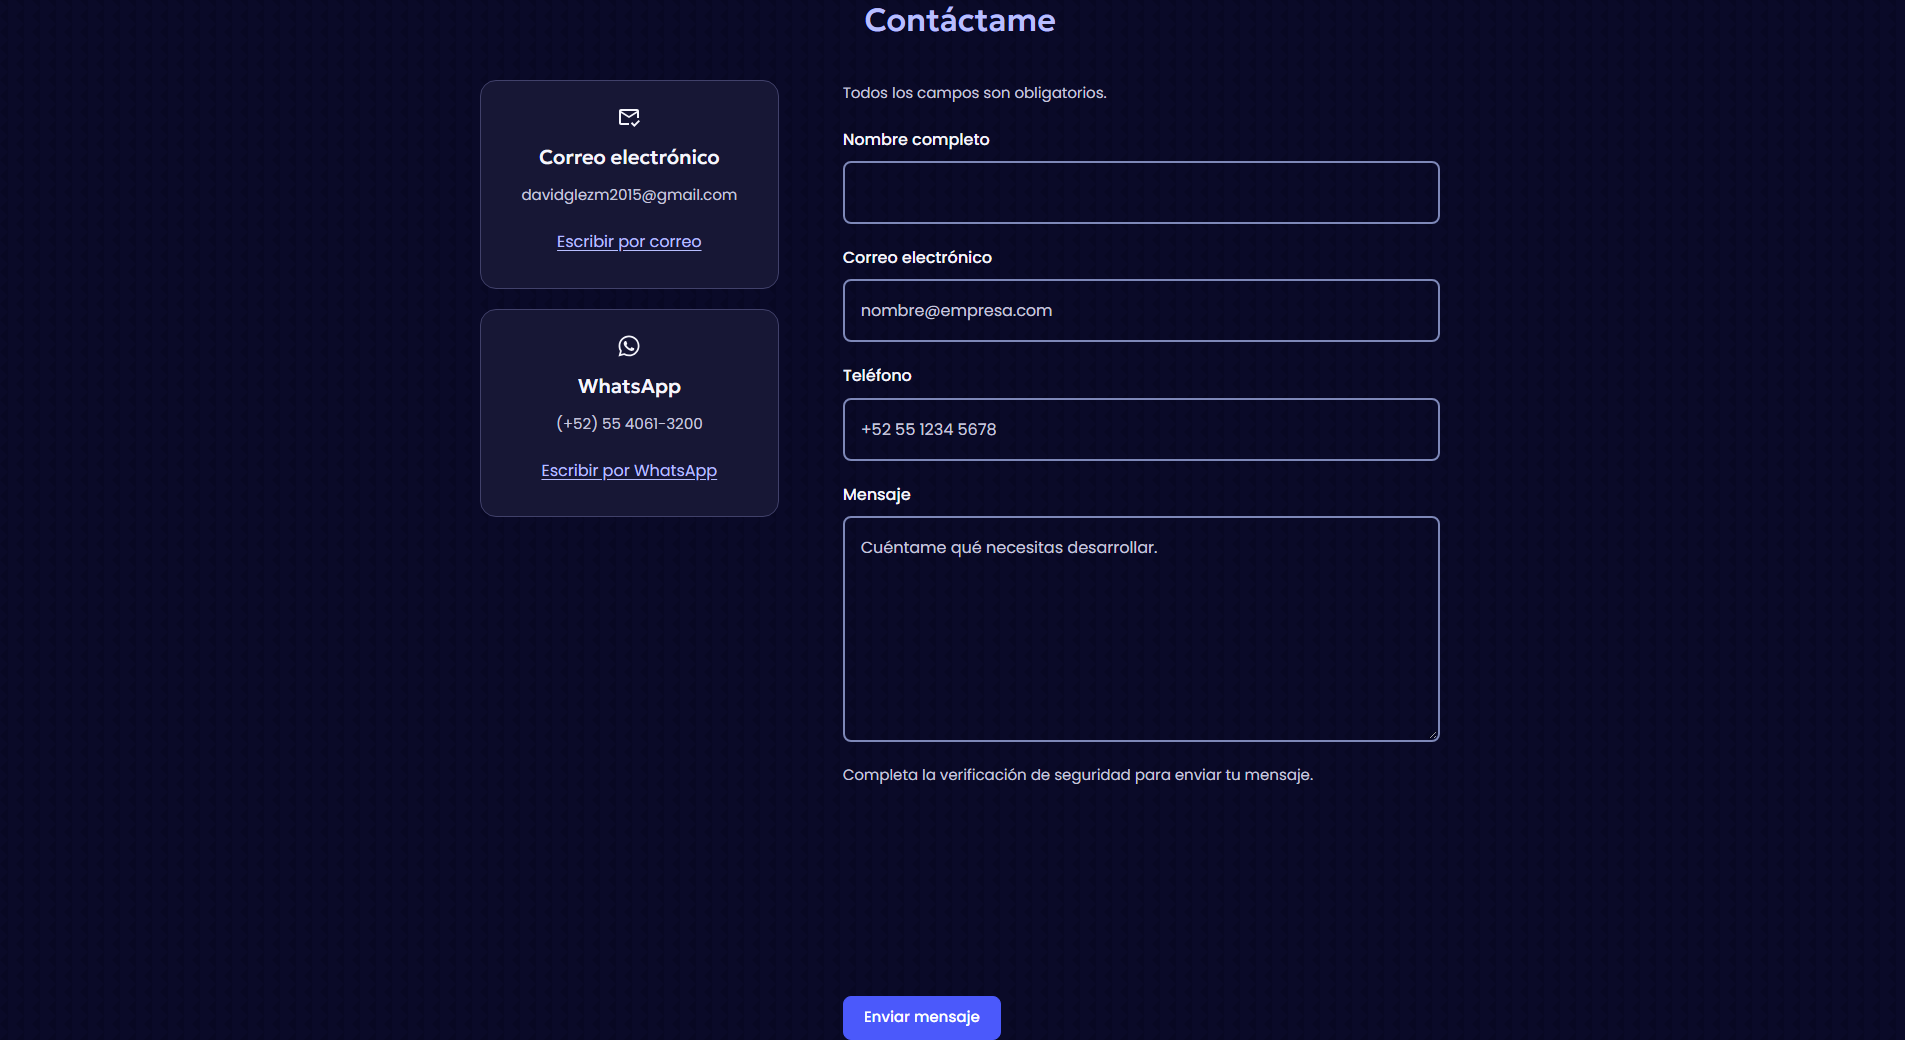 Contáctame
Correo electrónico
davidglezm2015@gmail.com
Escribir por correo
WhatsApp
(+52) 55 4061-3200
Escribir por WhatsApp
Todos los campos son obligatorios.
Nombre completo
Correo electrónico
nombre@empresa.com
Teléfono
+52 55 1234 5678
Mensaje
Cuéntame qué necesitas desarrollar.
Completa la verificación de seguridad para enviar tu mensaje.
Enviar mensaje